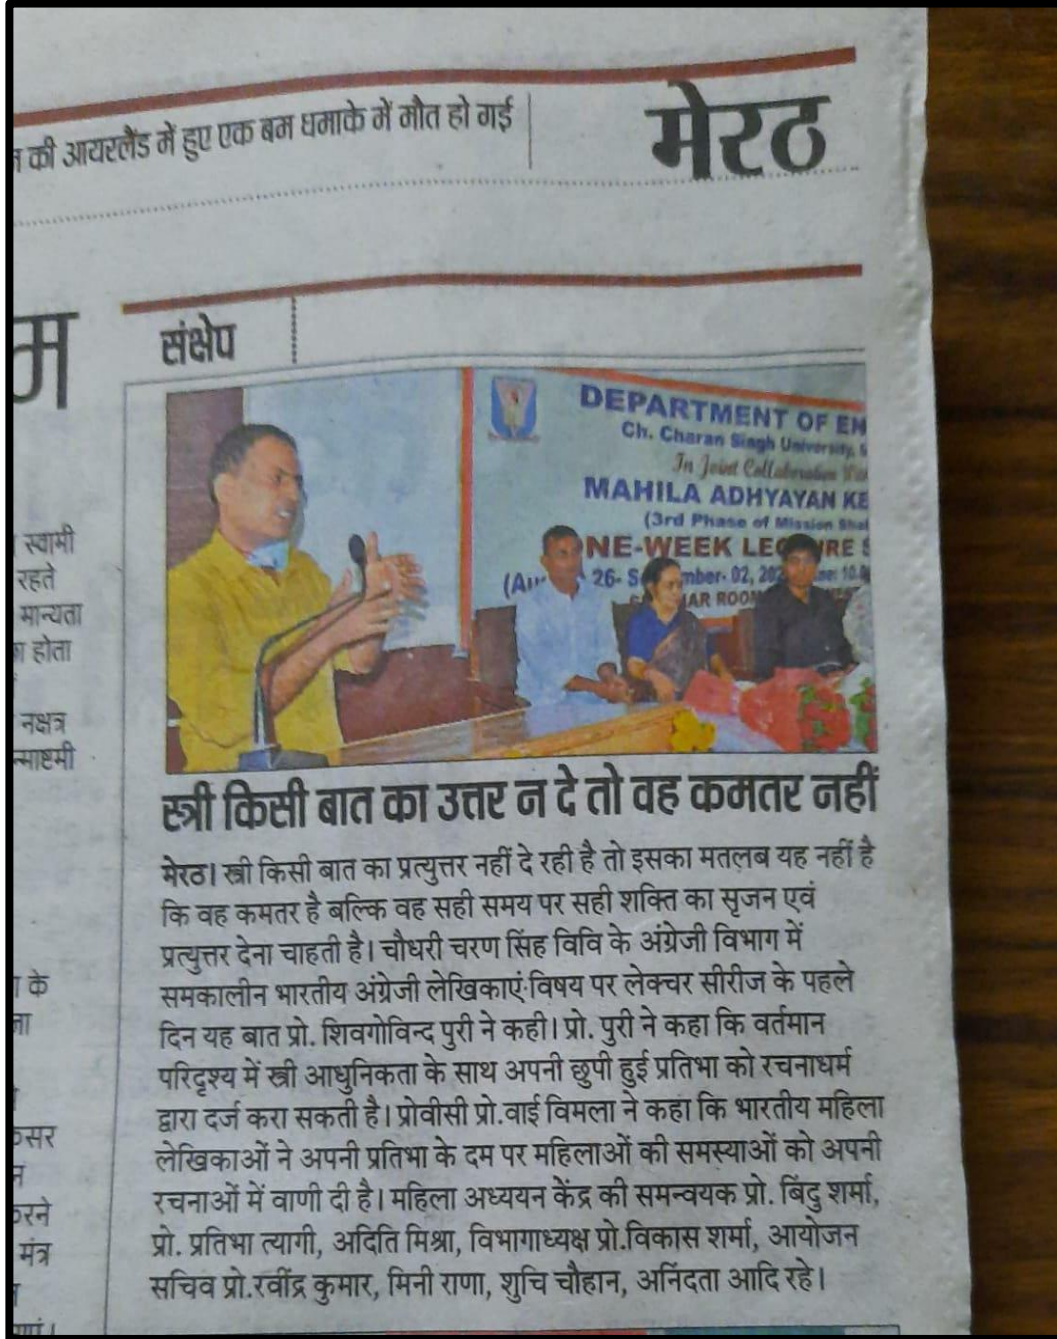 की आयरलैंड में हुए एक बम धमाके में मौत हो गई
मेरठ
म
संक्षेप
स्वामी
रहते
मान्यता
होता
नक्षत्र
न्माष्टमी
के
करने
मंत्र
DEPARTMENT OF EN
Ch. Charan Singh University,
In Joint Collaboration
MAHILA ADHYAYAN KE
(3rd Phase of Mission Sha
NE-WEEK LEC RE S
26- S mber- 02, 202
स्त्री किसी बात का उत्तर न दे तो वह कमतर नहीं
मेरठ। स्त्री किसी बात का प्रत्युत्तर नहीं दे रही है तो इसका मतलब यह नहीं है
कि वह कमतर है बल्कि वह सही समय पर सही शक्ति का सृजन एवं
प्रत्युत्तर देना चाहती है। चौधरी चरण सिंह विवि के अंग्रेजी विभाग में
समकालीन भारतीय अंग्रेजी लेखिकाएं विषय पर लेक्चर सीरीज के पहले
दिन यह बात प्रो. शिवगोविन्द पुरी ने कही। प्रो. पुरी ने कहा कि वर्तमान
परिदृश्य में स्त्री आधुनिकता के साथ अपनी छुपी हुई प्रतिभा को रचनाधर्म
द्वारा दर्ज करा सकती है। प्रोवीसी प्रो.वाई विमला ने कहा कि भारतीय महिला
लेखिकाओं ने अपनी प्रतिभा के दम पर महिलाओं की समस्याओं को अपनी
रचनाओं में वाणी दी है। महिला अध्ययन केंद्र की समन्वयक प्रो. बिंदु शर्मा,
प्रो. प्रतिभा त्यागी, अदिति मिश्रा, विभागाध्यक्ष प्रो.विकास शर्मा, आयोजन
सचिव प्रो.रवींद्र कुमार, मिनी राणा, शुचि चौहान, अनिंदता आदि रहे।